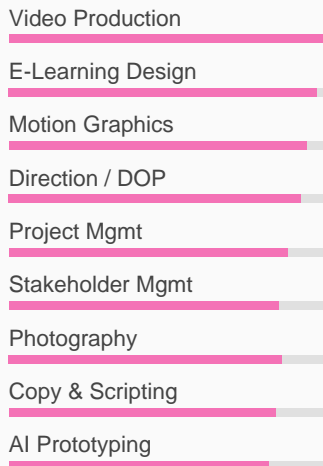 Video Production
E-Learning Design
Motion Graphics
Direction / DOP
Project Mgmt
Stakeholder Mgmt
Photography
Copy & Scripting
AI Prototyping